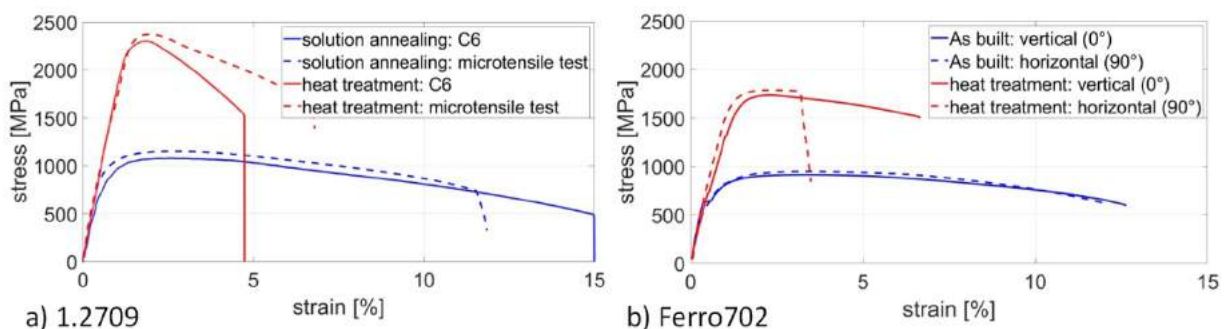 2500
2000
1500
1000
500
0
stress [MPa]
solution annealing: C6
solution annealing: microtensile test
heat treatment: C6
heat treatment: microtensile test
0 5 10 15
strain [%]
a) 1.2709
2500
2000
1500
1000
500
0
stress [MPa]
As built: vertical (0°)
As built: horizontal (90°)
heat treatment: vertical (0°)
heat treatment: horizontal (90°)
0 5 10 15
strain [%]
b) Ferro702